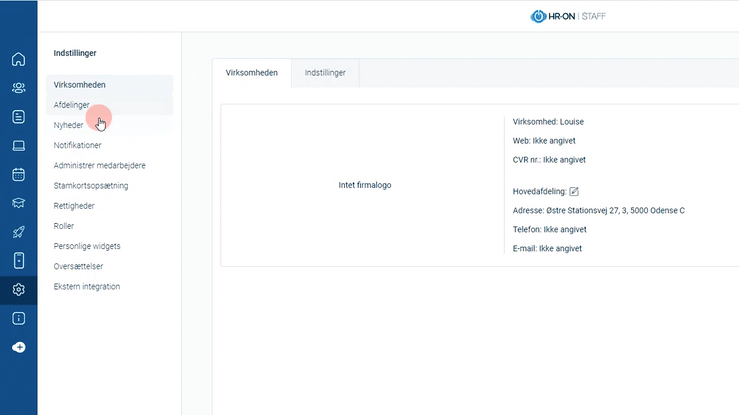 HR-ON | STAFF
Indstillinger
Virksomheden
Afdelinger
Nyheder
Notifikationer
Administrer medarbejdere
Stamkortsopsætning
Rettigheder
Roller
Personlige widgets
Oversættelser
Ekstern integration
Virksomheden
Indstillinger
Intet firmalogo
Virksomhed: Louise
Web: Ikke angivet
CVR nr.: Ikke angivet
Hovedafdeling:
Adresse: Østre Stationsvej 27, 3, 5000 Odense C
Telefon: Ikke angivet
E-mail: Ikke angivet